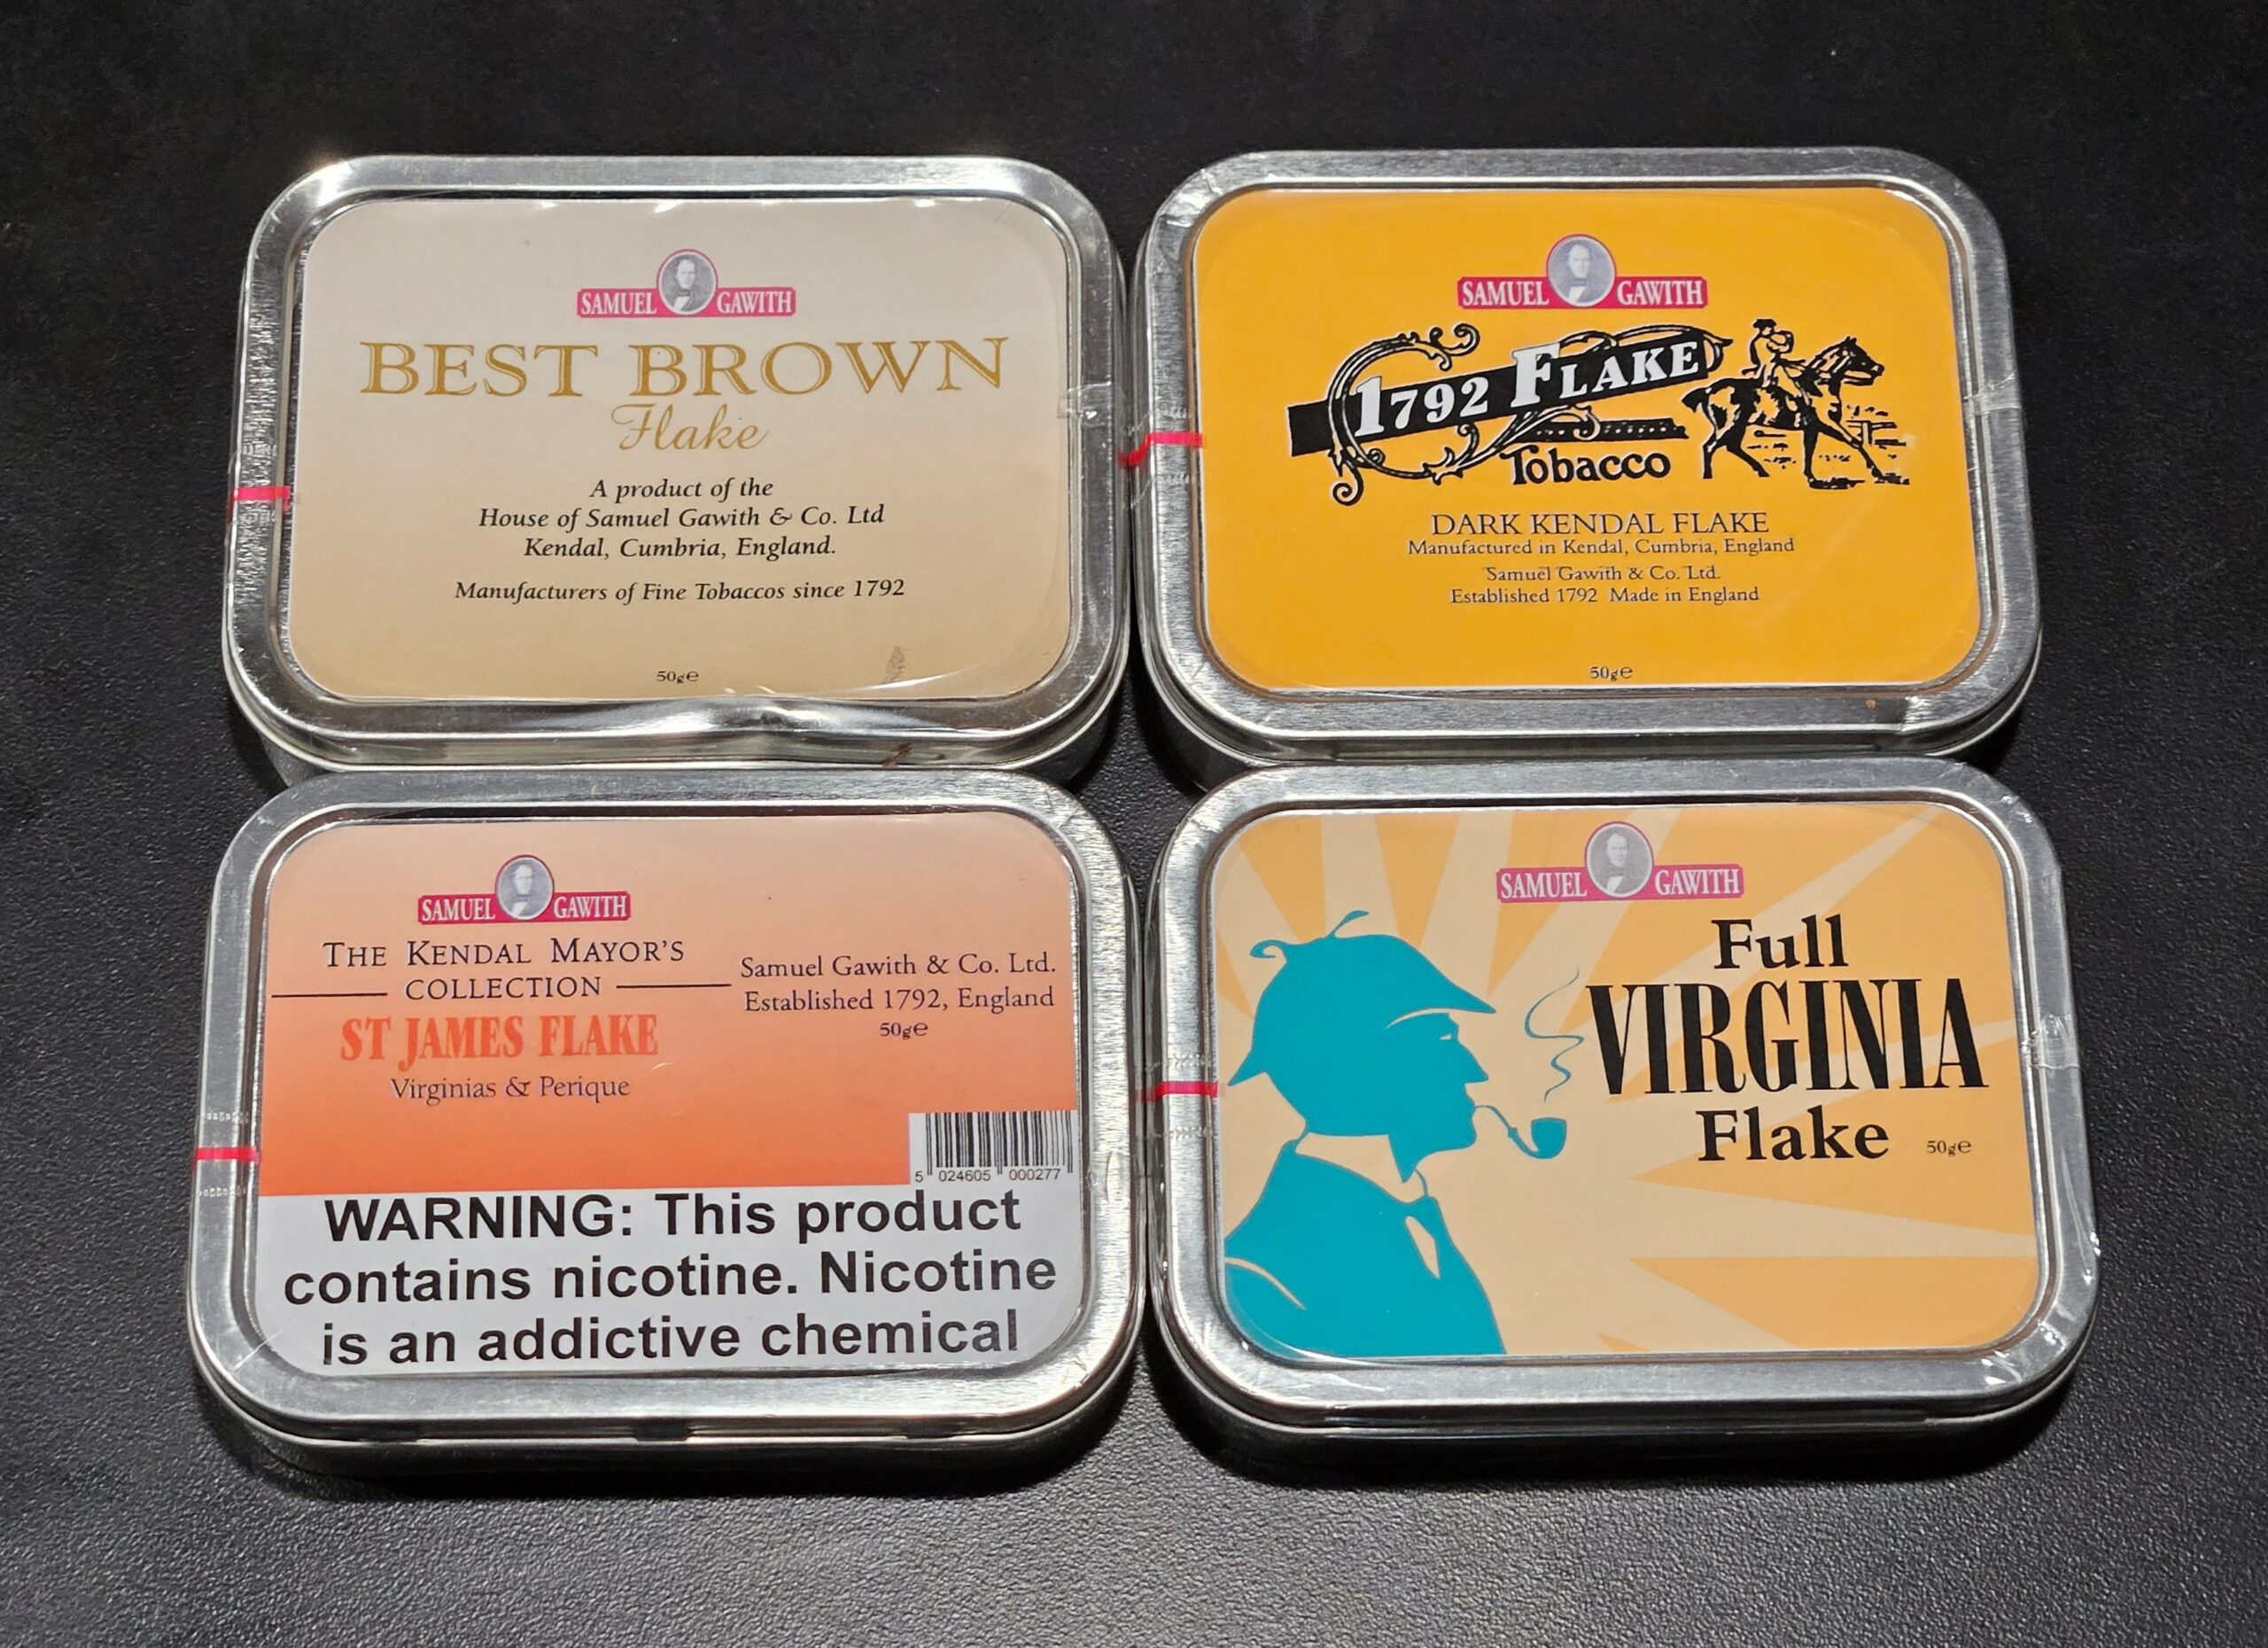 SAMUEL GAWITH
BEST BROWN
Flake
A product of the
House of Samuel Gawith & Co. Ltd
Kendal, Cumbria, England.
Manufacturers of Fine Tobaccos since 1792
50g℮
SAMUEL GAWITH
1792 FLAKE
Tobacco
DARK KENDAL FLAKE
Manufactured in Kendal, Cumbria, England
Samuel Gawith & Co. Ltd.
Established 1792 Made in England
50g℮
SAMUEL GAWITH
THE KENDAL MAYOR'S
COLLECTION
ST JAMES FLAKE
Virginias & Perique
Samuel Gawith & Co. Ltd.
Established 1792, England
50g℮
5 024605 000277
WARNING: This product
contains nicotine. Nicotine
is an addictive chemical
SAMUEL GAWITH
Full
VIRGINIA
Flake
50g℮